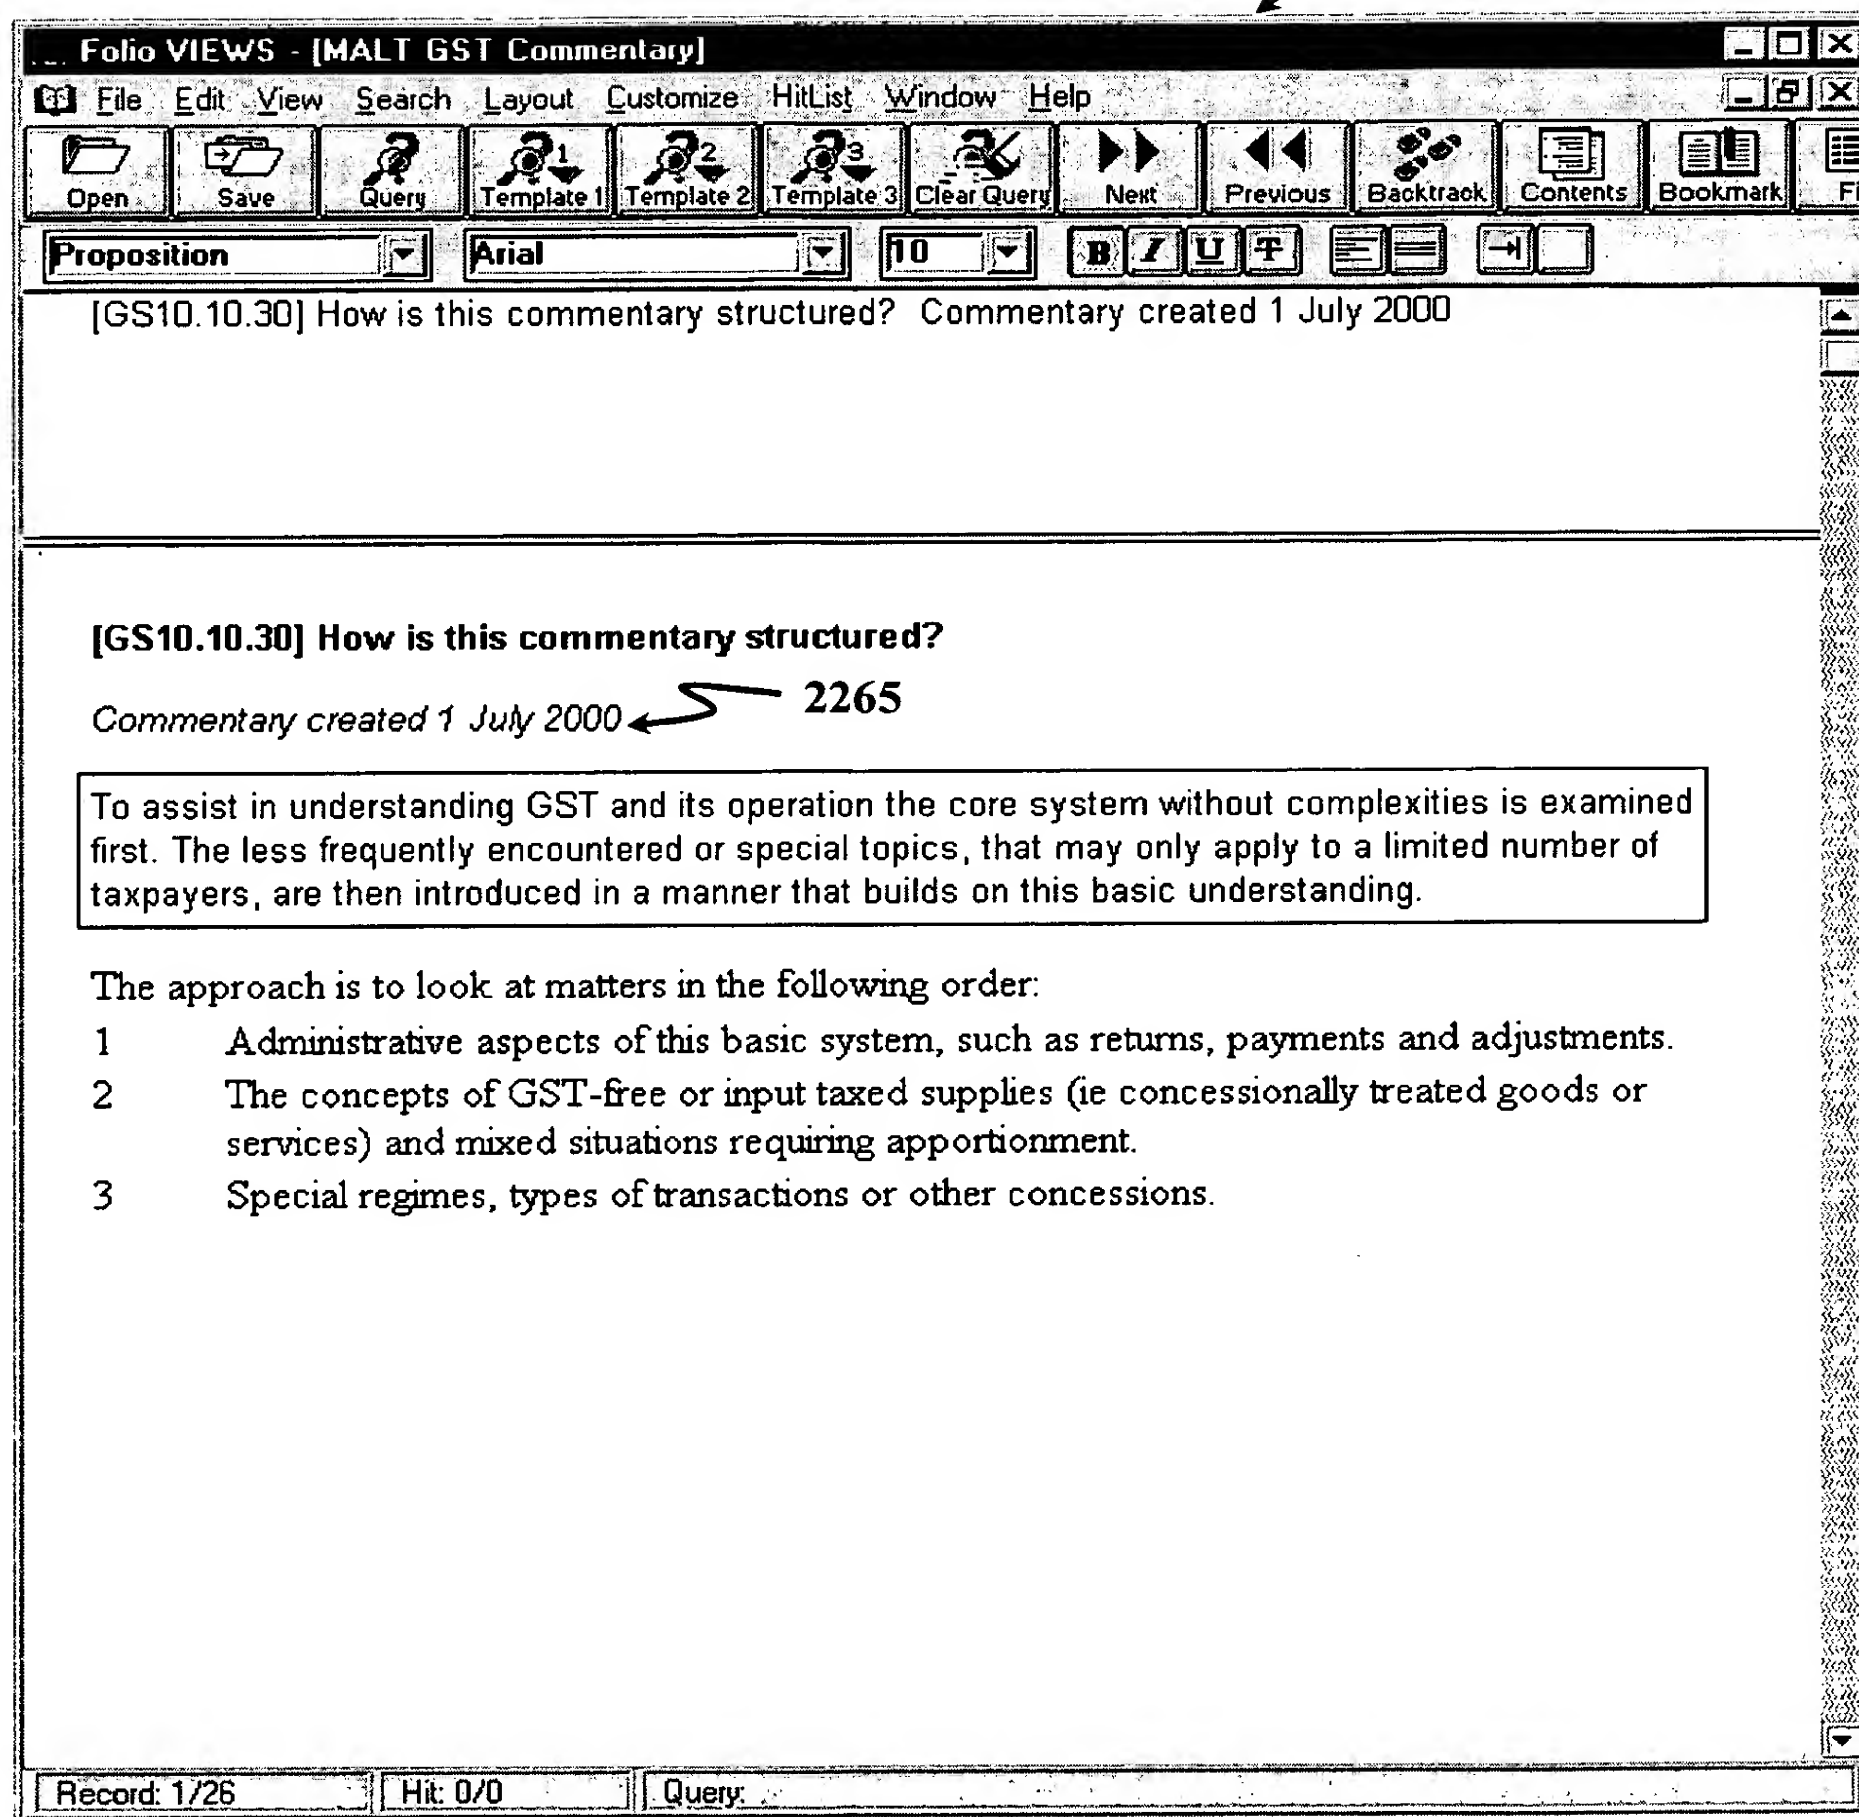 Folio VIEWS - [MALT GST Commentary]
File Edit View Search Layout Customize HitList Window Help
Open Save Query Template 1 Template 2 Template 3 Clear Query Next Previous Backtrack Contents Bookmark
Proposition Arial 10 B I U T
[GS10.10.30] How is this commentary structured? Commentary created 1 July 2000
[GS10.10.30] How is this commentary structured?
2265
Commentary created 1 July 2000
To assist in understanding GST and its operation the core system without complexities is examined
first. The less frequently encountered or special topics, that may only apply to a limited number of
taxpayers, are then introduced in a manner that builds on this basic understanding.
The approach is to look at matters in the following order:
1 Administrative aspects of this basic system, such as returns, payments and adjustments.
2 The concepts of GST-free or input taxed supplies (ie concessionally treated goods or
services) and mixed situations requiring apportionment.
3 Special regimes, types of transactions or other concessions.
Record: 1/26 Hit: 0/0 Query: